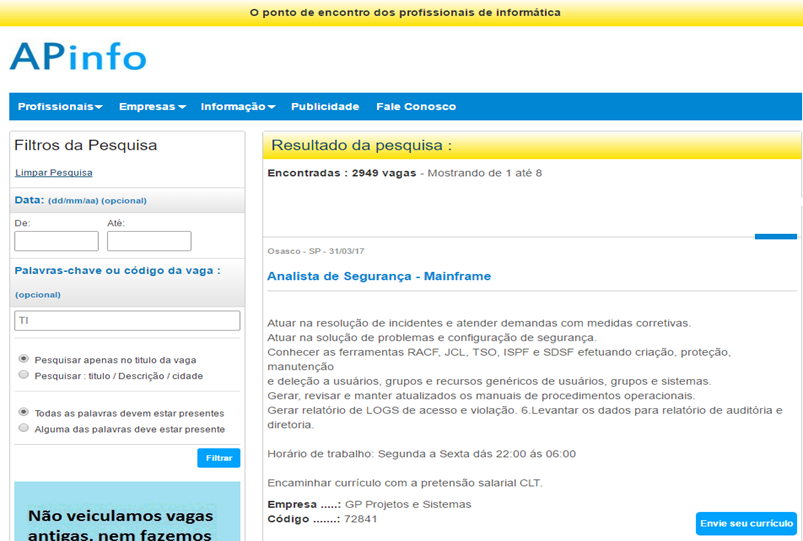 O ponto de encontro dos profissionais de informática
APinfo
Profissionais Empresas Informação Publicidade Fale Conosco
Filtros da Pesquisa
Limpar Pesquisa
Data: (dd/mm/aa) (opcional)
De: Até:
Palavras-chave ou código da vaga :
(opcional)
TI
Pesquisar apenas no titulo da vaga
Pesquisar : titulo / Descrição / cidade
Todas as palavras devem estar presentes
Alguma das palavras deve estar presente
Filtrar
Não veiculamos vagas
antigas, nem fazemos
Resultado da pesquisa :
Encontradas : 2949 vagas - Mostrando de 1 até 8
Osasco - SP - 31/03/17
Analista de Segurança - Mainframe
Atuar na resolução de incidentes e atender demandas com medidas corretivas.
Atuar na solução de problemas e configuração de segurança.
Conhecer as ferramentas RACF, JCL, TSO, ISPF e SDSF efetuando criação, proteção,
manutenção
e deleção a usuários, grupos e recursos genéricos de usuários, grupos e sistemas.
Gerar, revisar e manter atualizados os manuais de procedimentos operacionais.
Gerar relatório de LOGS de acesso e violação. 6.Levantar os dados para relatório de auditória e
diretoria.
Horário de trabalho: Segunda a Sexta dás 22:00 ás 06:00
Encaminhar currículo com a pretensão salarial CLT.
Empresa .....: GP Projetos e Sistemas
Código .......: 72841
Envie seu currículo